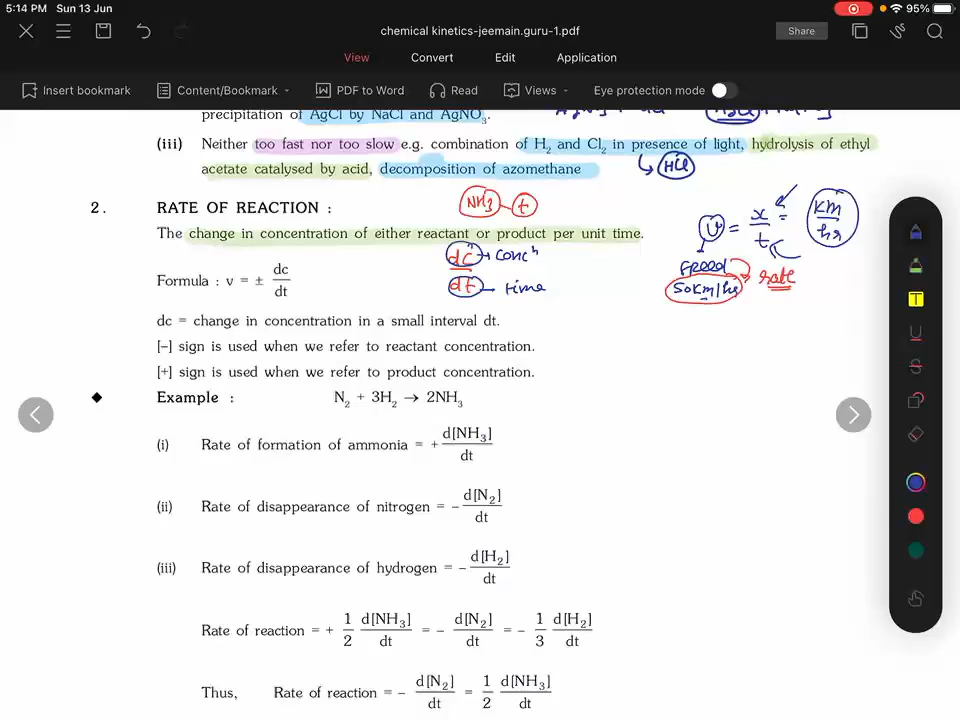 5:14 PM Sun 13 Jun 95%
chemical kinetics-jeemain.guru-1.pdf
Share
View Convert Edit Application
Insert bookmark Content/Bookmark PDF to Word Read Views Eye protection mode
precipitation of AgCl by NaCl and AgNO₃.
(iii) Neither too fast nor too slow e.g. combination of H₂ and Cl₂ in presence of light, hydrolysis of ethyl
acetate catalysed by acid, decomposition of azomethane
HCl
2. RATE OF REACTION :
NH₃ - t
v = x/t = km/hr
The change in concentration of either reactant or product per unit time.
dc → concⁿ
speed
rate
Formula : v = ± dc/dt
dt → time
50 km/hr
dc = change in concentration in a small interval dt.
[–] sign is used when we refer to reactant concentration.
[+] sign is used when we refer to product concentration.
◆ Example : N₂ + 3H₂ → 2NH₃
(i) Rate of formation of ammonia = + d[NH₃]/dt
(ii) Rate of disappearance of nitrogen = – d[N₂]/dt
(iii) Rate of disappearance of hydrogen = – d[H₂]/dt
Rate of reaction = + 1/2 d[NH₃]/dt = – d[N₂]/dt = – 1/3 d[H₂]/dt
Thus, Rate of reaction = – d[N₂]/dt = 1/2 d[NH₃]/dt